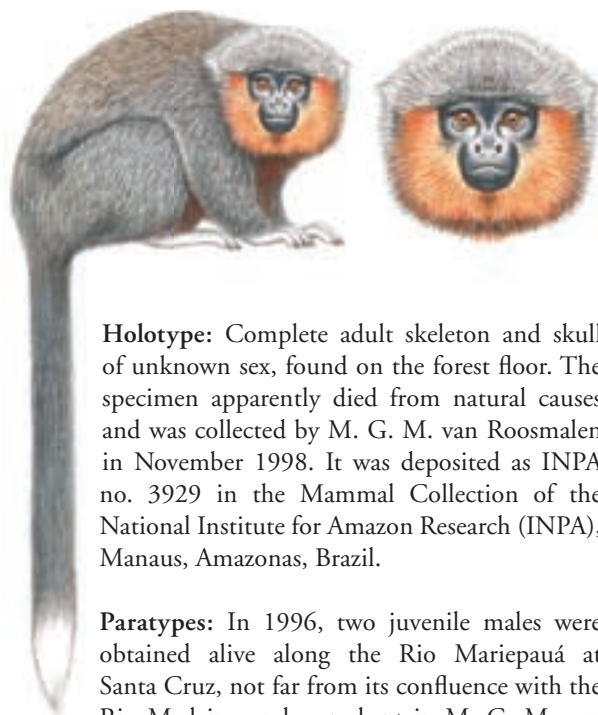 Holotype: Complete adult skeleton and skull
of unknown sex, found on the forest floor. The
specimen apparently died from natural causes
and was collected by M. G. M. van Roosmalen
in November 1998. It was deposited as INPA
no. 3929 in the Mammal Collection of the
National Institute for Amazon Research (INPA),
Manaus, Amazonas, Brazil.
Paratypes: In 1996, two juvenile males were
obtained alive along the Rio Mariepauá at
Santa Cruz, not far from its confluence with the